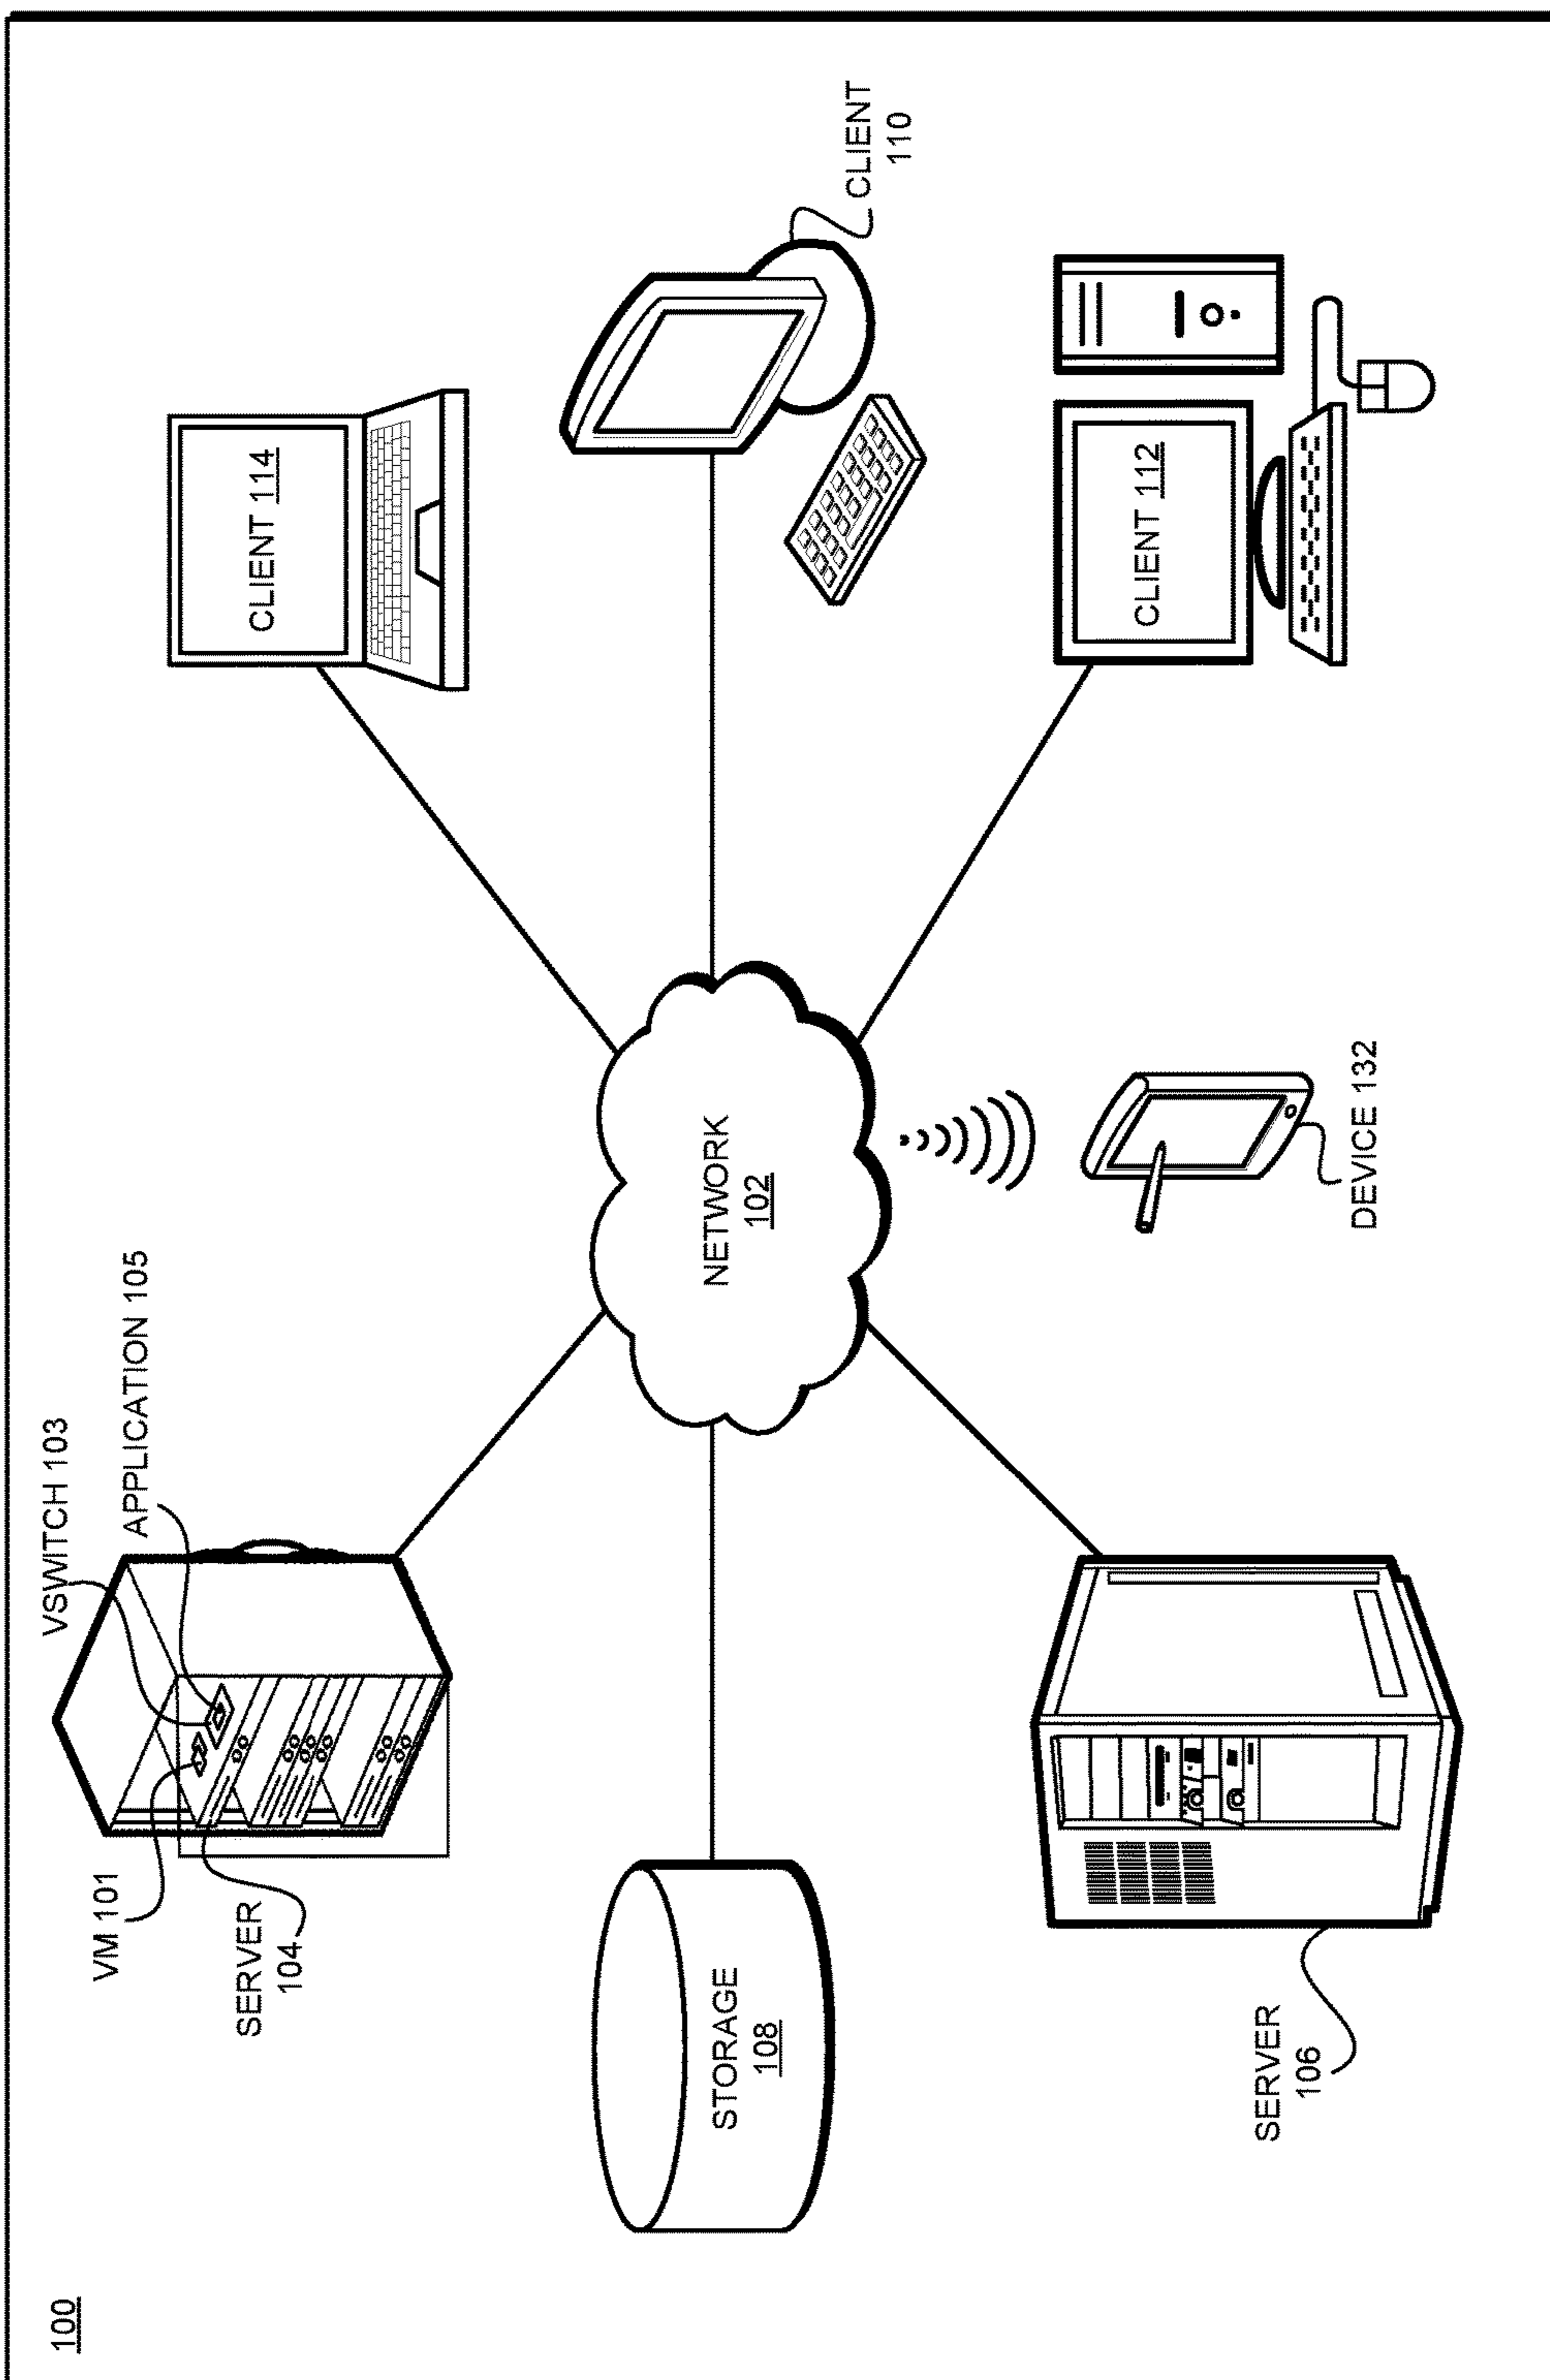 100
VM 101
VSWITCH 103
APPLICATION 105
SERVER
104
CLIENT 114
STORAGE
108
NETWORK
102
CLIENT
110
SERVER
106
DEVICE 132
CLIENT 112